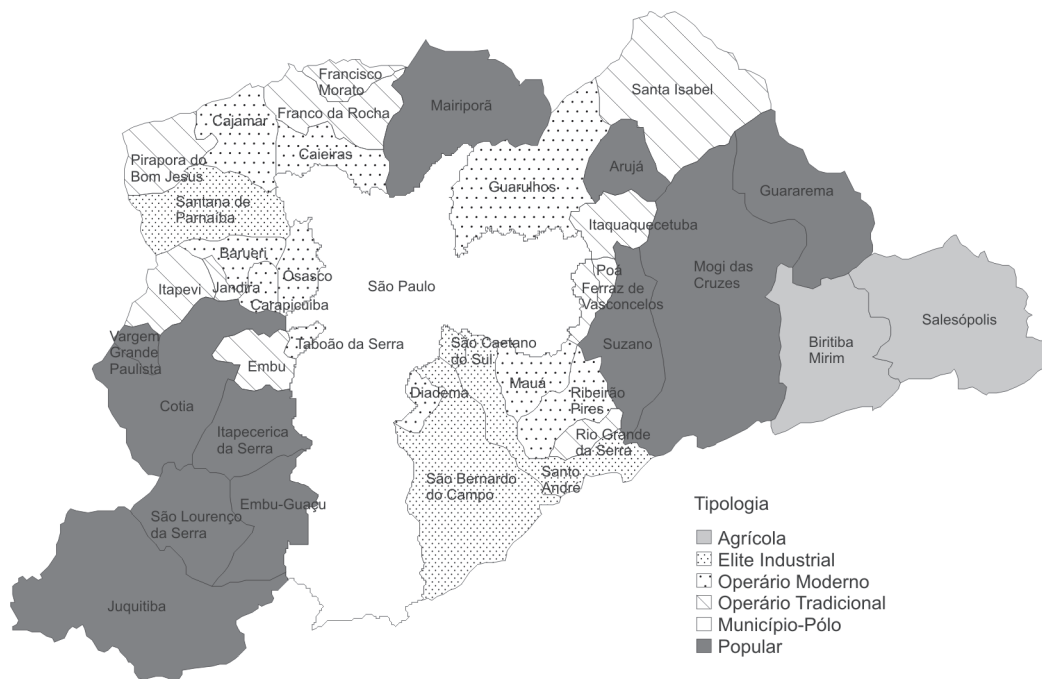 Francisco
Morato
Franco da Rocha
Mairiporã
Santa Isabel
Cajamar
Caieiras
Pirapora do
Bom Jesus
Guarulhos
Arujá
Guararema
Santana de
Parnaíba
Itaquaquecetuba
Barueri
Osasco
Jandira
Carapicuíba
Itapevi
São Paulo
Poá
Ferraz de
Vasconcelos
Mogi das
Cruzes
Salesópolis
Biritiba
Mirim
Suzano
Vargem
Grande
Paulista
Taboão da Serra
São Caetano
do Sul
Embu
Mauá
Diadema
Ribeirão
Pires
Cotia
Itapecerica
da Serra
Rio Grande
da Serra
Santo
André
São Bernardo
do Campo
Embu-Guaçu
São Lourenço
da Serra
Juquitiba
Tipologia
Agrícola
Elite Industrial
Operário Moderno
Operário Tradicional
Município-Pólo
Popular